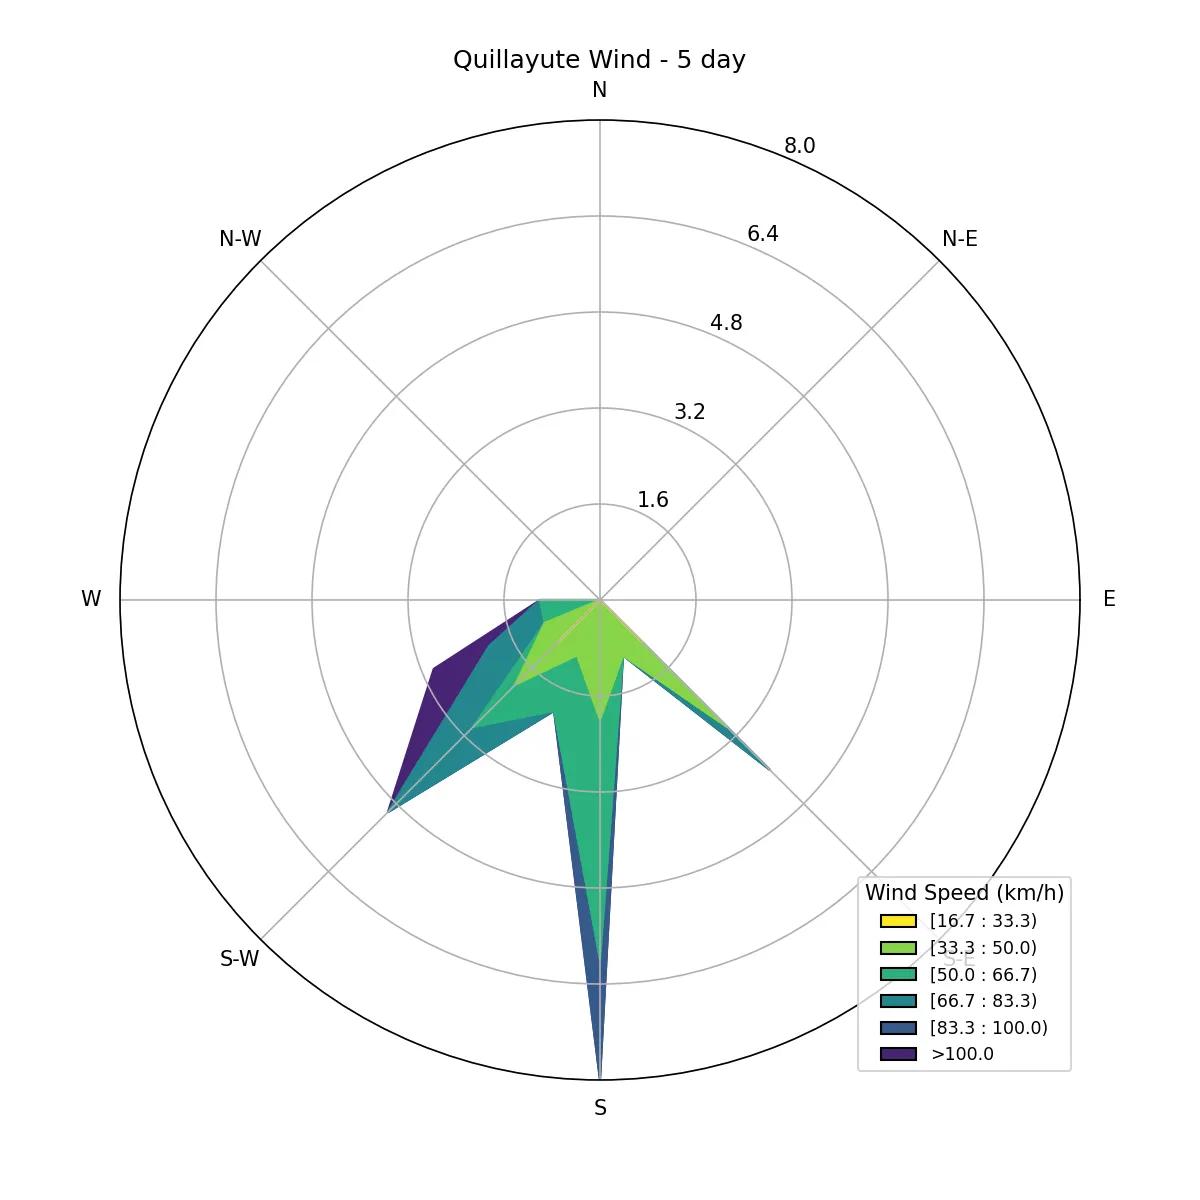 Quillayute Wind - 5 day
N
8.0
N-W
6.4
N-E
4.8
3.2
1.6
W
E
Wind Speed (km/h)
[16.7 : 33.3)
[33.3 : 50.0)
S-W
S-E
[50.0 : 66.7)
[66.7 : 83.3)
[83.3 : 100.0)
>100.0
S